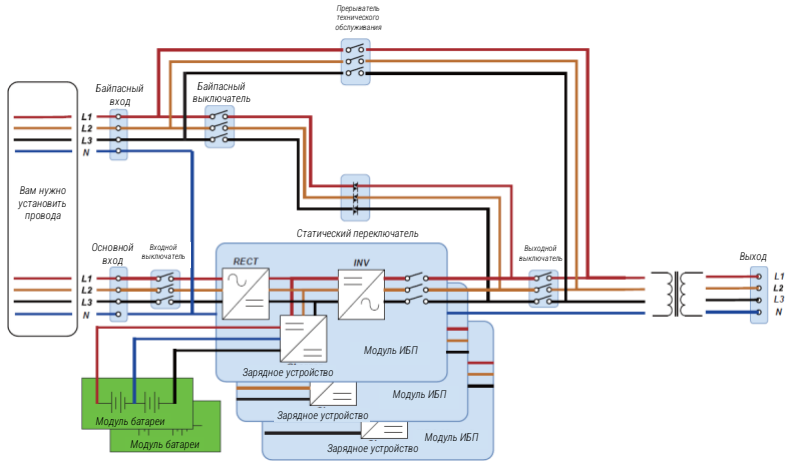 Прерыватель
технического
обслуживания
Байпасный
вход
Байпасный
выключатель
L1
L2
L3
N
Вам нужно
установить
провода
Статический переключатель
Основной
вход
Входной
выключатель
Выходной
выключатель
Выход
RECT
INV
L1
L2
L3
N
L1
L2
L3
N
Модуль ИБП
Зарядное устройство
Модуль ИБП
Зарядное устройство
Модуль ИБП
Зарядное устройство
Модуль батареи
Модуль батареи